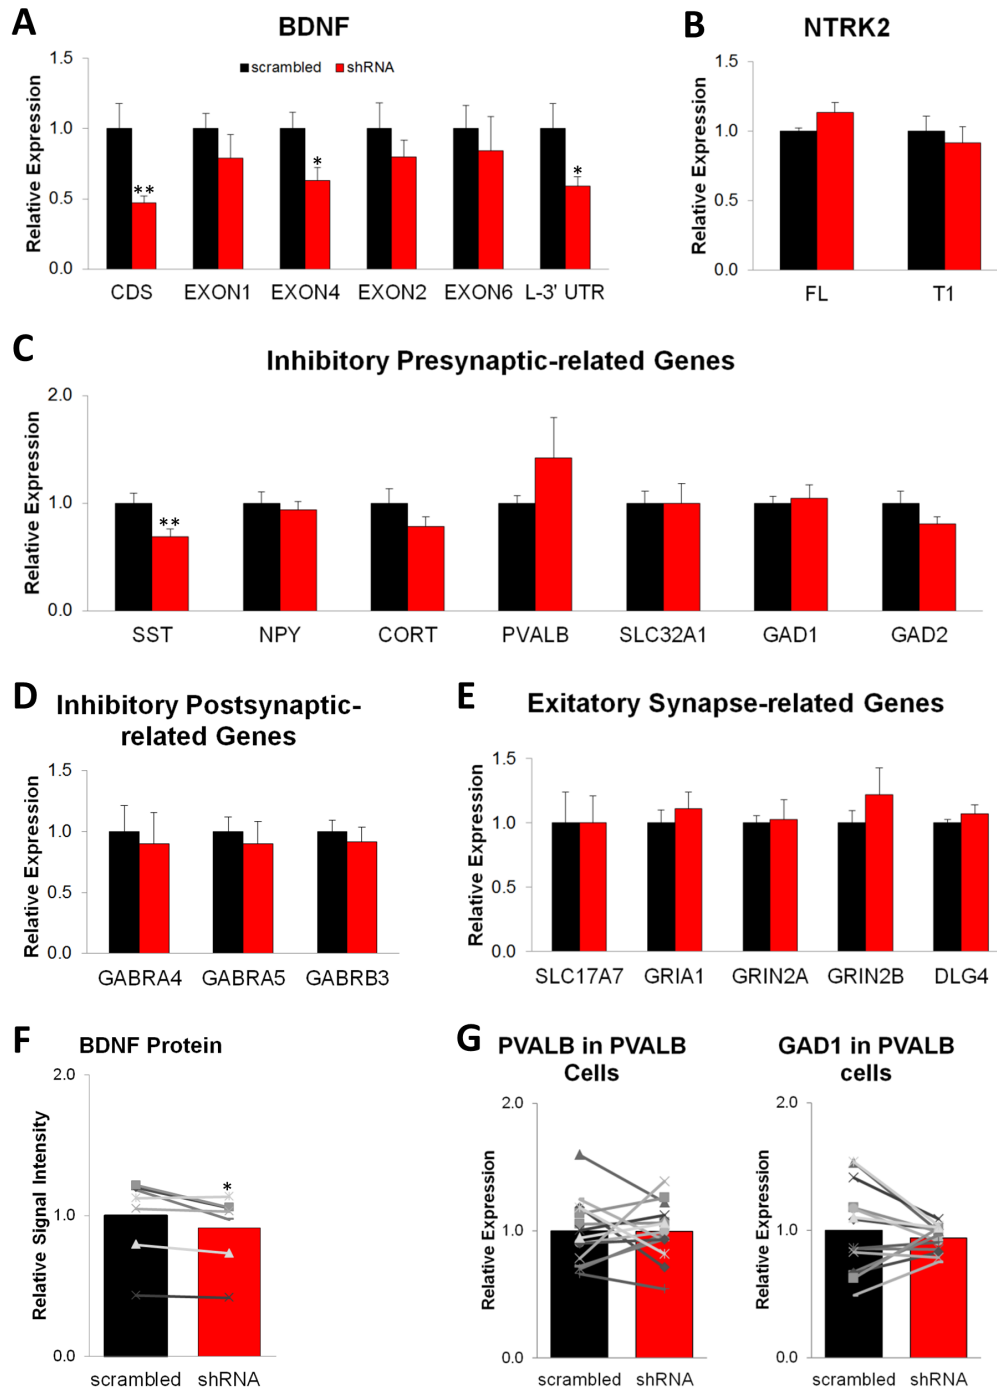 A
BDNF
Relative Expression
1.5
1.0
0.5
0.0
scrambled shRNA
** * *
CDS EXON1 EXON4 EXON2 EXON6 L-3' UTR
B
NTRK2
Relative Expression
1.5
1.0
0.5
0.0
FL T1
C
Inhibitory Presynaptic-related Genes
Relative Expression
2.0
1.0
0.0
**
SST NPY CORT PVALB SLC32A1 GAD1 GAD2
D
Inhibitory Postsynaptic-
related Genes
Relative Expression
1.5
1.0
0.5
0.0
GABRA4 GABRA5 GABRB3
E
Exitatory Synapse-related Genes
Relative Expression
1.5
1.0
0.5
0.0
SLC17A7 GRIA1 GRIN2A GRIN2B DLG4
F
BDNF Protein
Relative Signal Intensity
2.0
1.0
0.0
*
scrambled shRNA
G
PVALB in PVALB
Cells
Relative Expression
2.0
1.0
0.0
scrambled shRNA
GAD1 in PVALB
cells
Relative Expression
2.0
1.0
0.0
scrambled shRNA